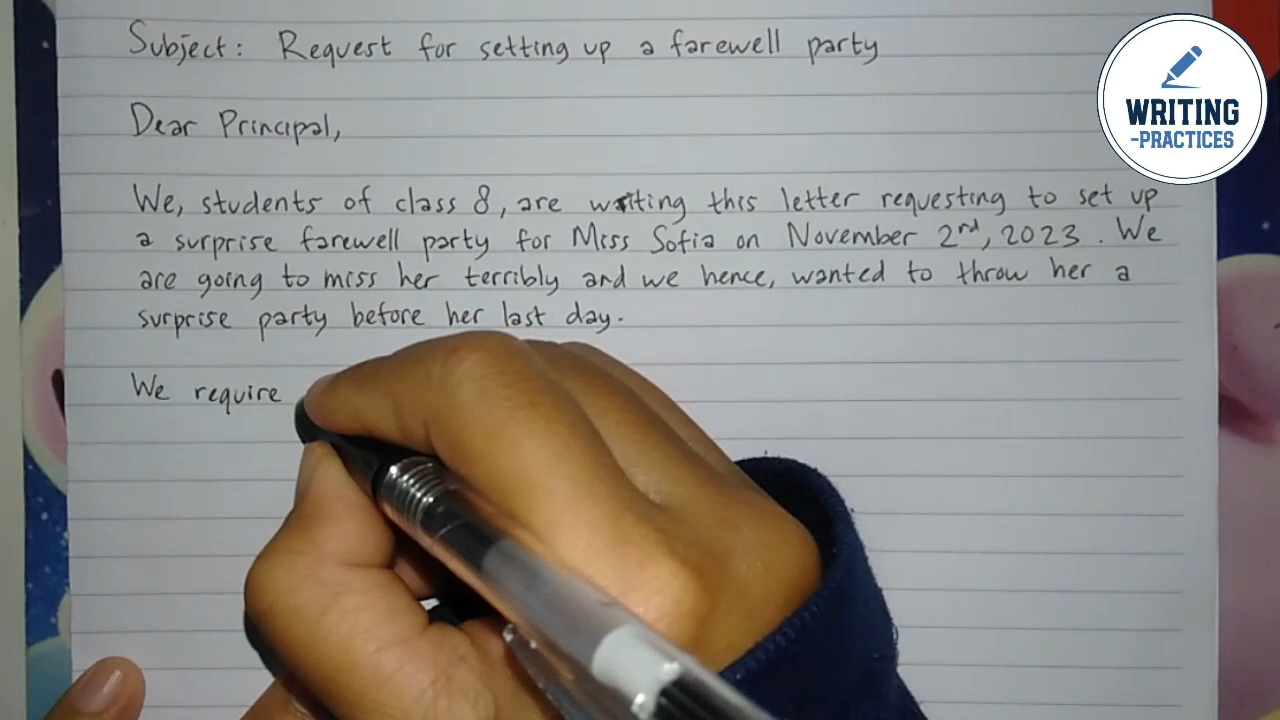 Subject: Request for setting up a farewell party
WRITING
-PRACTICES
Dear Principal,
We, students of class 8, are writing this letter requesting to set up
a surprise farewell party for Miss Sofia on November 2nd, 2023. We
are going to miss her terribly and we hence, wanted to throw her a
surprise party before her last day.
We require